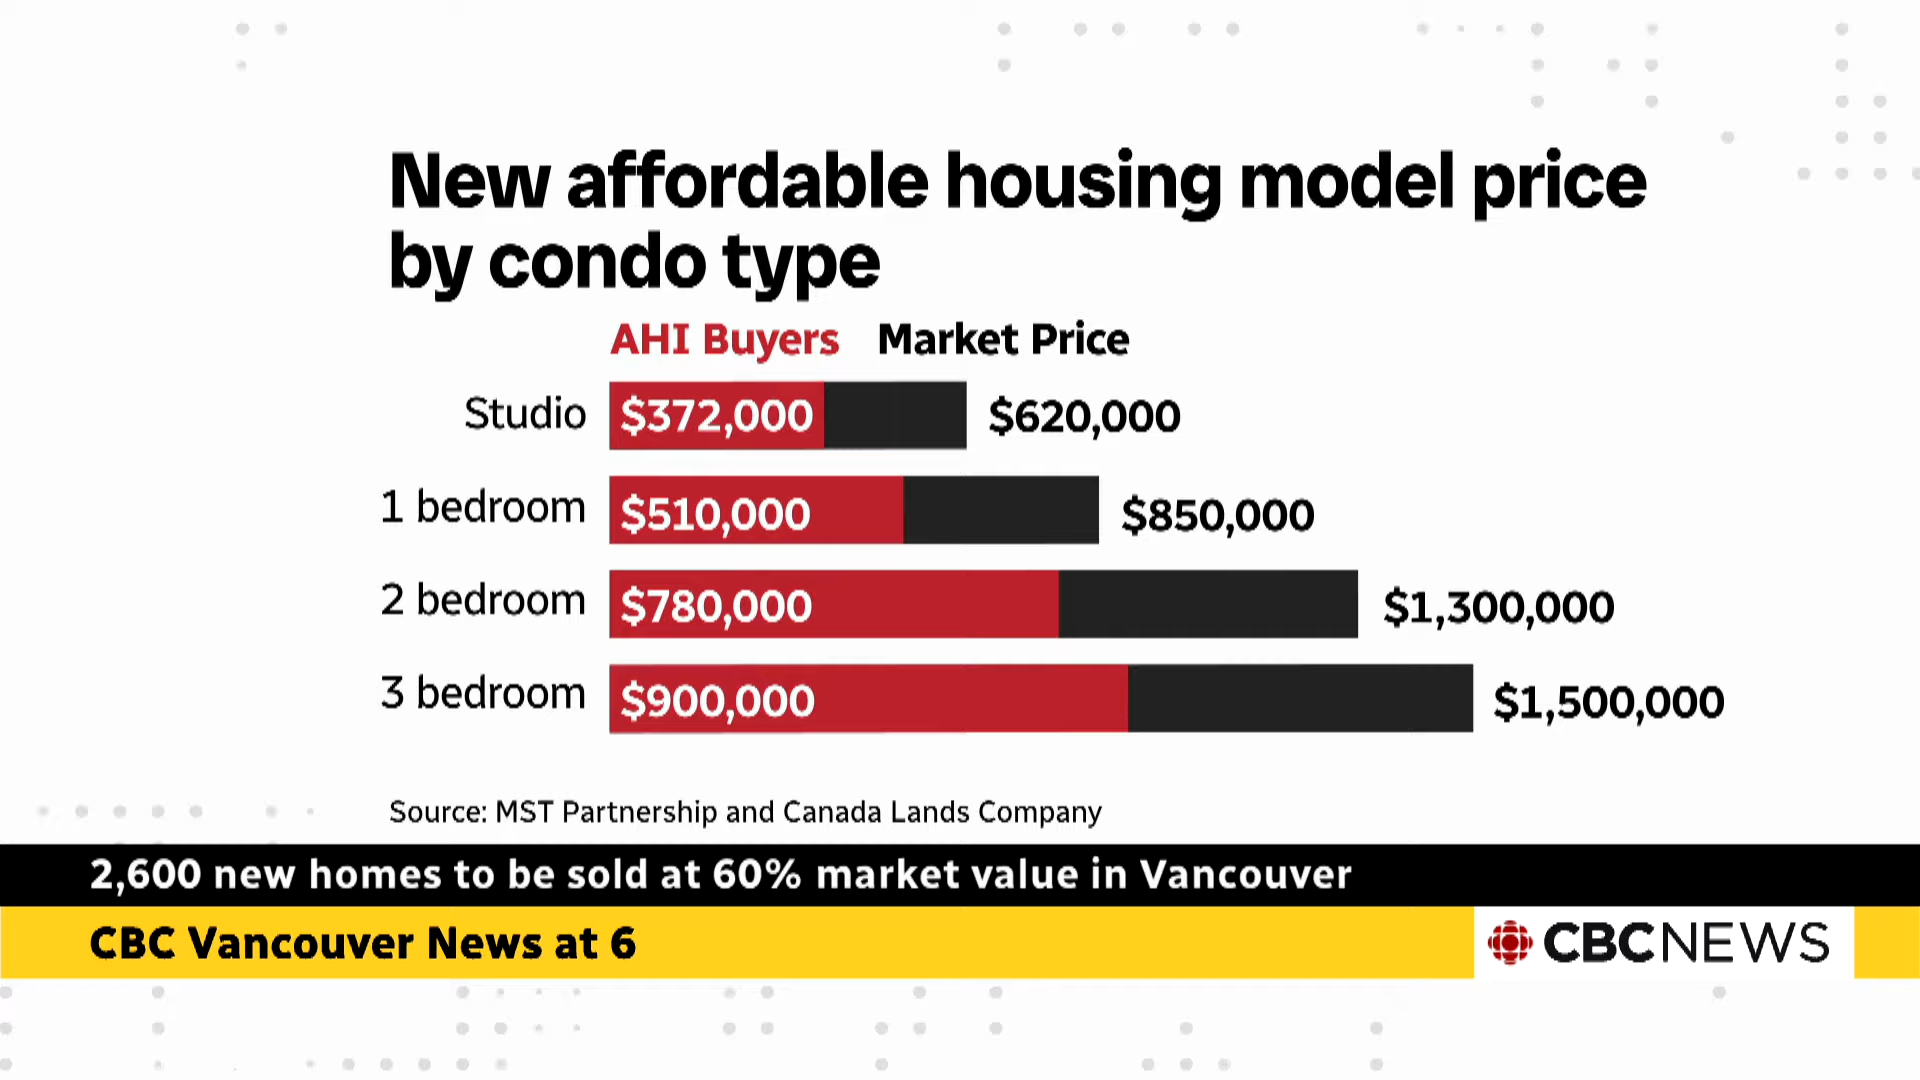 New affordable housing model price
by condo type
AHI Buyers Market Price
Studio $372,000 $620,000
1 bedroom $510,000 $850,000
2 bedroom $780,000 $1,300,000
3 bedroom $900,000 $1,500,000
Source: MST Partnership and Canada Lands Company
2,600 new homes to be sold at 60% market value in Vancouver
CBC Vancouver News at 6
CBCNEWS